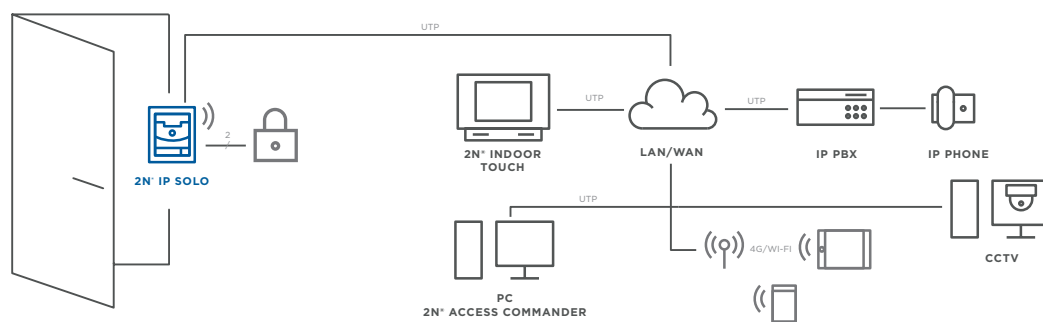 UTP
UTP
UTP
2
2N® IP SOLO
2N® INDOOR
TOUCH
LAN/WAN
IP PBX
IP PHONE
UTP
4G/WI-FI
CCTV
PC
2N® ACCESS COMMANDER